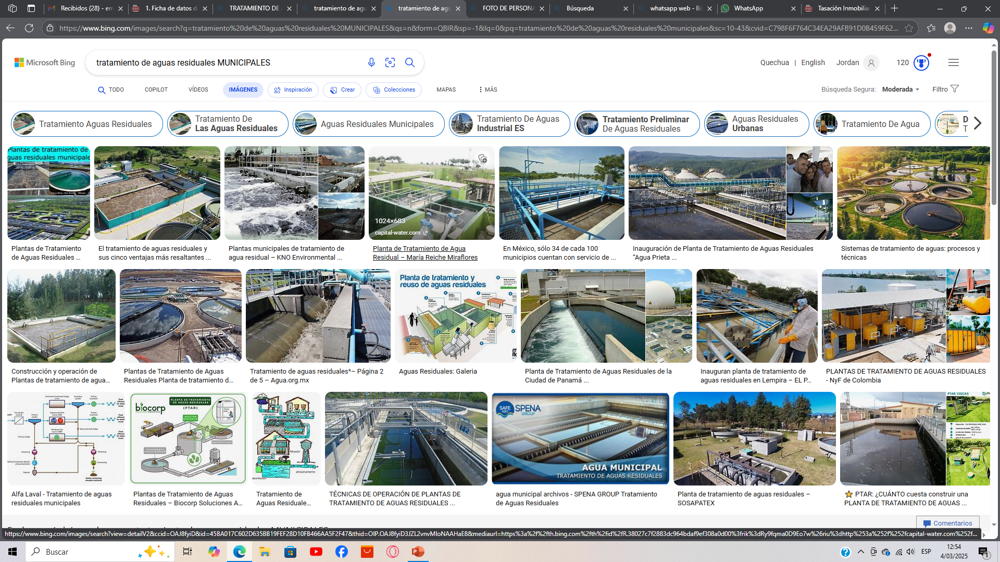 Recibidos (28) - em
1. Ficha de datos d
TRATAMIENTO DE
tratamiento de agu
tratamiento de agu
FOTO DE PERSONA
Búsqueda
whatsapp web - Bú
WhatsApp
Tasación Inmobilia
https://www.bing.com/images/search?q=tratamiento%20de%20aguas%20residuales%20MUNICIPALES&qs=n&form=QBIR&sp=-1&lq=0&pq=tratamiento%20de%20aguas%20residuales%20municipales&sc=10-43&cvid=C798F6F764C34EA29AFB91D0B459F62...
Microsoft Bing
tratamiento de aguas residuales MUNICIPALES
Quechua | English Jordan 120
TODO COPILOT VÍDEOS IMÁGENES Inspiración Crear Colecciones MAPAS MÁS
Búsqueda Segura: Moderada Filtro
Tratamiento Aguas Residuales
Tratamiento De
Las Aguas Residuales
Aguas Residuales Municipales
Tratamiento De Aguas
Industrial ES
Tratamiento Preliminar
De Aguas Residuales
Aguas Residuales
Urbanas
Tratamiento De Agua
D
T
Plantas de tratamiento de
guas residuales municipale
1024×683
capital-water.com
Plantas de Tratamiento
de Aguas Residuales ...
El tratamiento de aguas residuales y
sus cinco ventajas más resaltantes ...
Plantas municipales de tratamiento de
agua residual – KNO Environmental ...
Planta de Tratamiento de Agua
Residual – María Reiche Miraflores
En México, sólo 34 de cada 100
municipios cuentan con servicio de ...
Inauguración de Planta de Tratamiento de Aguas Residuales
“Agua Prieta ...
Sistemas de tratamiento de aguas: procesos y
técnicas
Planta de tratamiento y
reuso de aguas residuales
Construcción y operación de
Plantas de tratamiento de agua...
Plantas de Tratamiento de Aguas
Residuales Planta de tratamiento d...
Tratamiento de aguas residuales*– Página 2
de 5 – Agua.org.mx
Aguas Residuales: Galeria
Planta de Tratamiento de Aguas Residuales de la
Ciudad de Panamá ...
Inauguran planta de tratamiento de
aguas residuales en Lempira – EL P...
PLANTAS DE TRATAMIENTO DE AGUAS RESIDUALES
- NyF de Colombia
biocorp
PLANTA DE TRATAMIENTO
DE AGUAS RESIDUALES
(PTAR)
REACTOR
BIOLÓGICO
SEDIMENTADOR
TRATAMIENTO
FÍSICO-QUÍMICO
coagulación
filtración
almacenamiento
desinfección
SAFE
H2O
SPENA
GROUP
AGUA MUNICIPAL
TRATAMIENTO DE AGUAS RESIDUALES
PTAR VISCAS
Alfa Laval - Tratamiento de aguas
residuales municipales
Plantas de Tratamiento de Aguas
Residuales – Biocorp Soluciones A...
Tratamiento de
Aguas Residuale...
TÉCNICAS DE OPERACIÓN DE PLANTAS DE
TRATAMIENTO DE AGUAS RESIDUALES ...
agua municipal archivos - SPENA GROUP Tratamiento
de Aguas Residuales
Planta de tratamiento de aguas residuales –
SOSAPATEX
PTAR: ¿CUÁNTO cuesta construir una
PLANTA DE TRATAMIENTO DE AGUAS ...
Comentarios
https://www.bing.com/images/search?view=detailV2&ccid=OAJ8fyiD&id=45BA017C602D635BB19FEF28D10FB466AA5F2F47&thid=OIP.OAJ8fyiD3JZL2vnvMIoNAAHaE8&mediaurl=https%3a%2f%2fth.bing.com%2fth%2fid%2fR.38027c7f2883dc964bdaf9ef308a0d00%3frik%3dRy9fqma0D9Eo7w%26riu%3dhttp%253a%252f%252fcapital-water.com%252f...
Buscar
ESP
12:54
4/03/2025
1